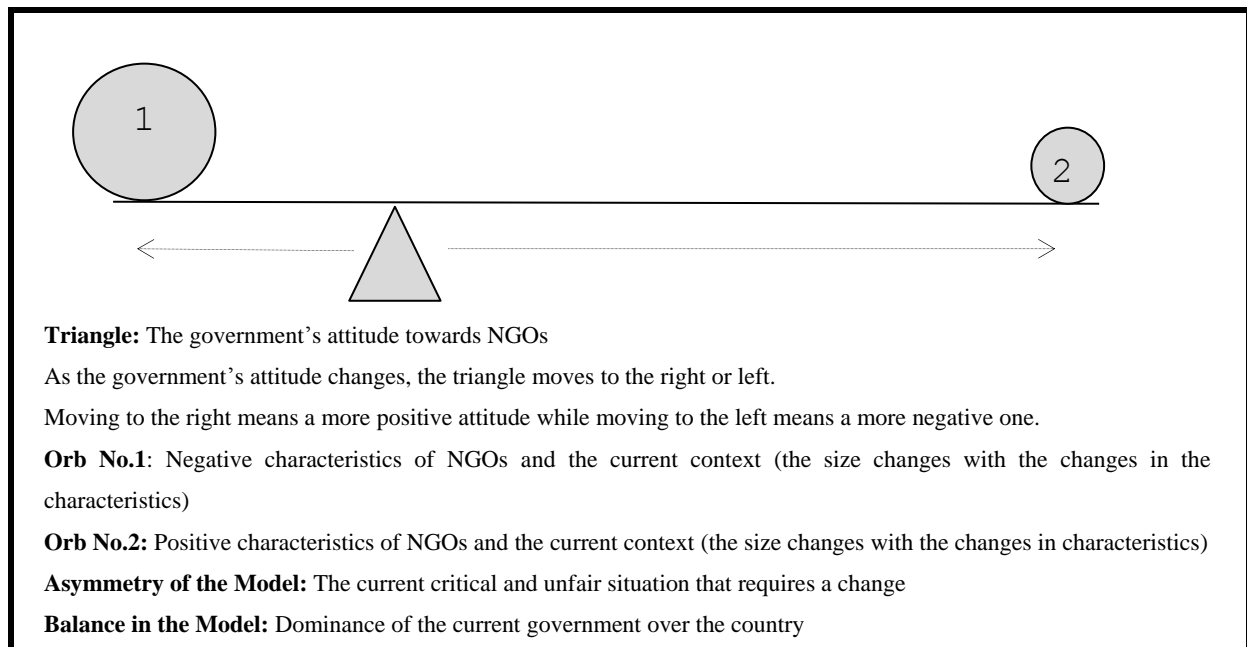 1
2
Triangle: The government’s attitude towards NGOs
As the government’s attitude changes, the triangle moves to the right or left.
Moving to the right means a more positive attitude while moving to the left means a more negative one.
Orb No.1: Negative characteristics of NGOs and the current context (the size changes with the changes in the
characteristics)
Orb No.2: Positive characteristics of NGOs and the current context (the size changes with the changes in characteristics)
Asymmetry of the Model: The current critical and unfair situation that requires a change
Balance in the Model: Dominance of the current government over the country